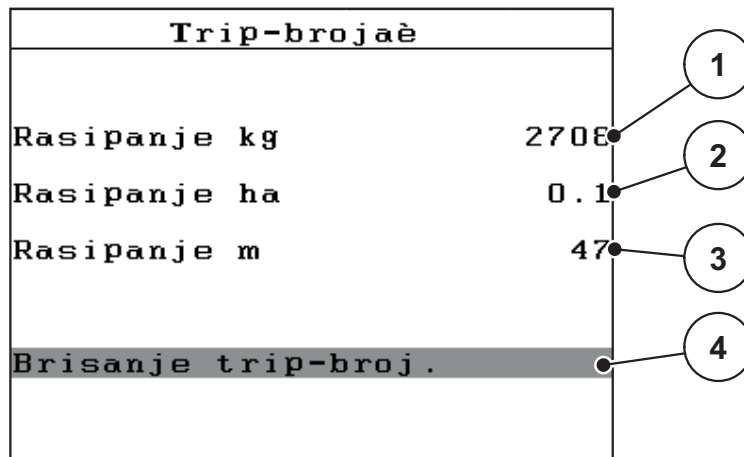 Trip-brojaè
1
Rasipanje kg 2708
2
Rasipanje ha 0.1
Rasipanje m 47
3
Brisanje trip-broj.
4